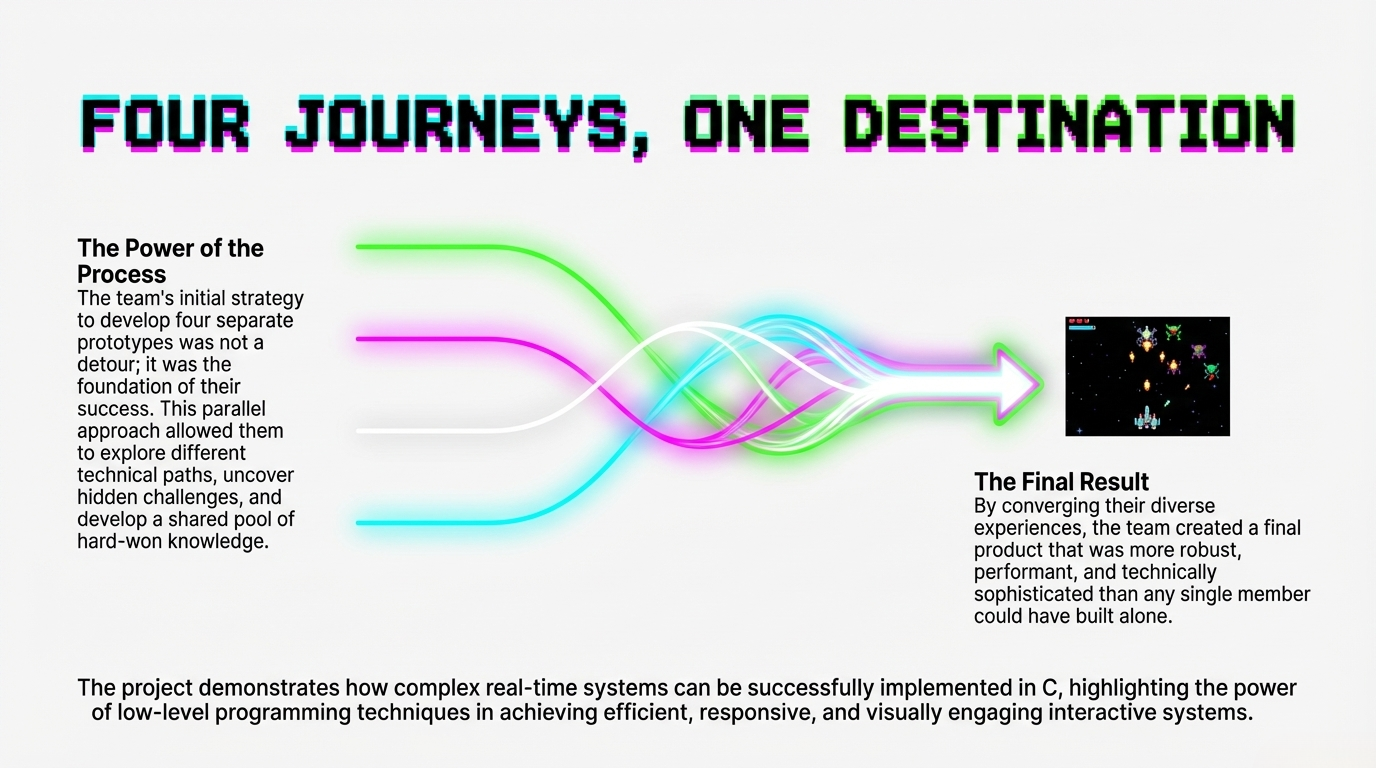 FOUR JOURNEYS, ONE DESTINATION
The Power of the
Process
The team's initial strategy
to develop four separate
prototypes was not a
detour; it was the
foundation of their
success. This parallel
approach allowed them
to explore different
technical paths, uncover
hidden challenges, and
develop a shared pool of
hard-won knowledge.
The Final Result
By converging their diverse
experiences, the team created a final
product that was more robust,
performant, and technically
sophisticated than any single member
could have built alone.
The project demonstrates how complex real-time systems can be successfully implemented in C, highlighting the power
of low-level programming techniques in achieving efficient, responsive, and visually engaging interactive systems.